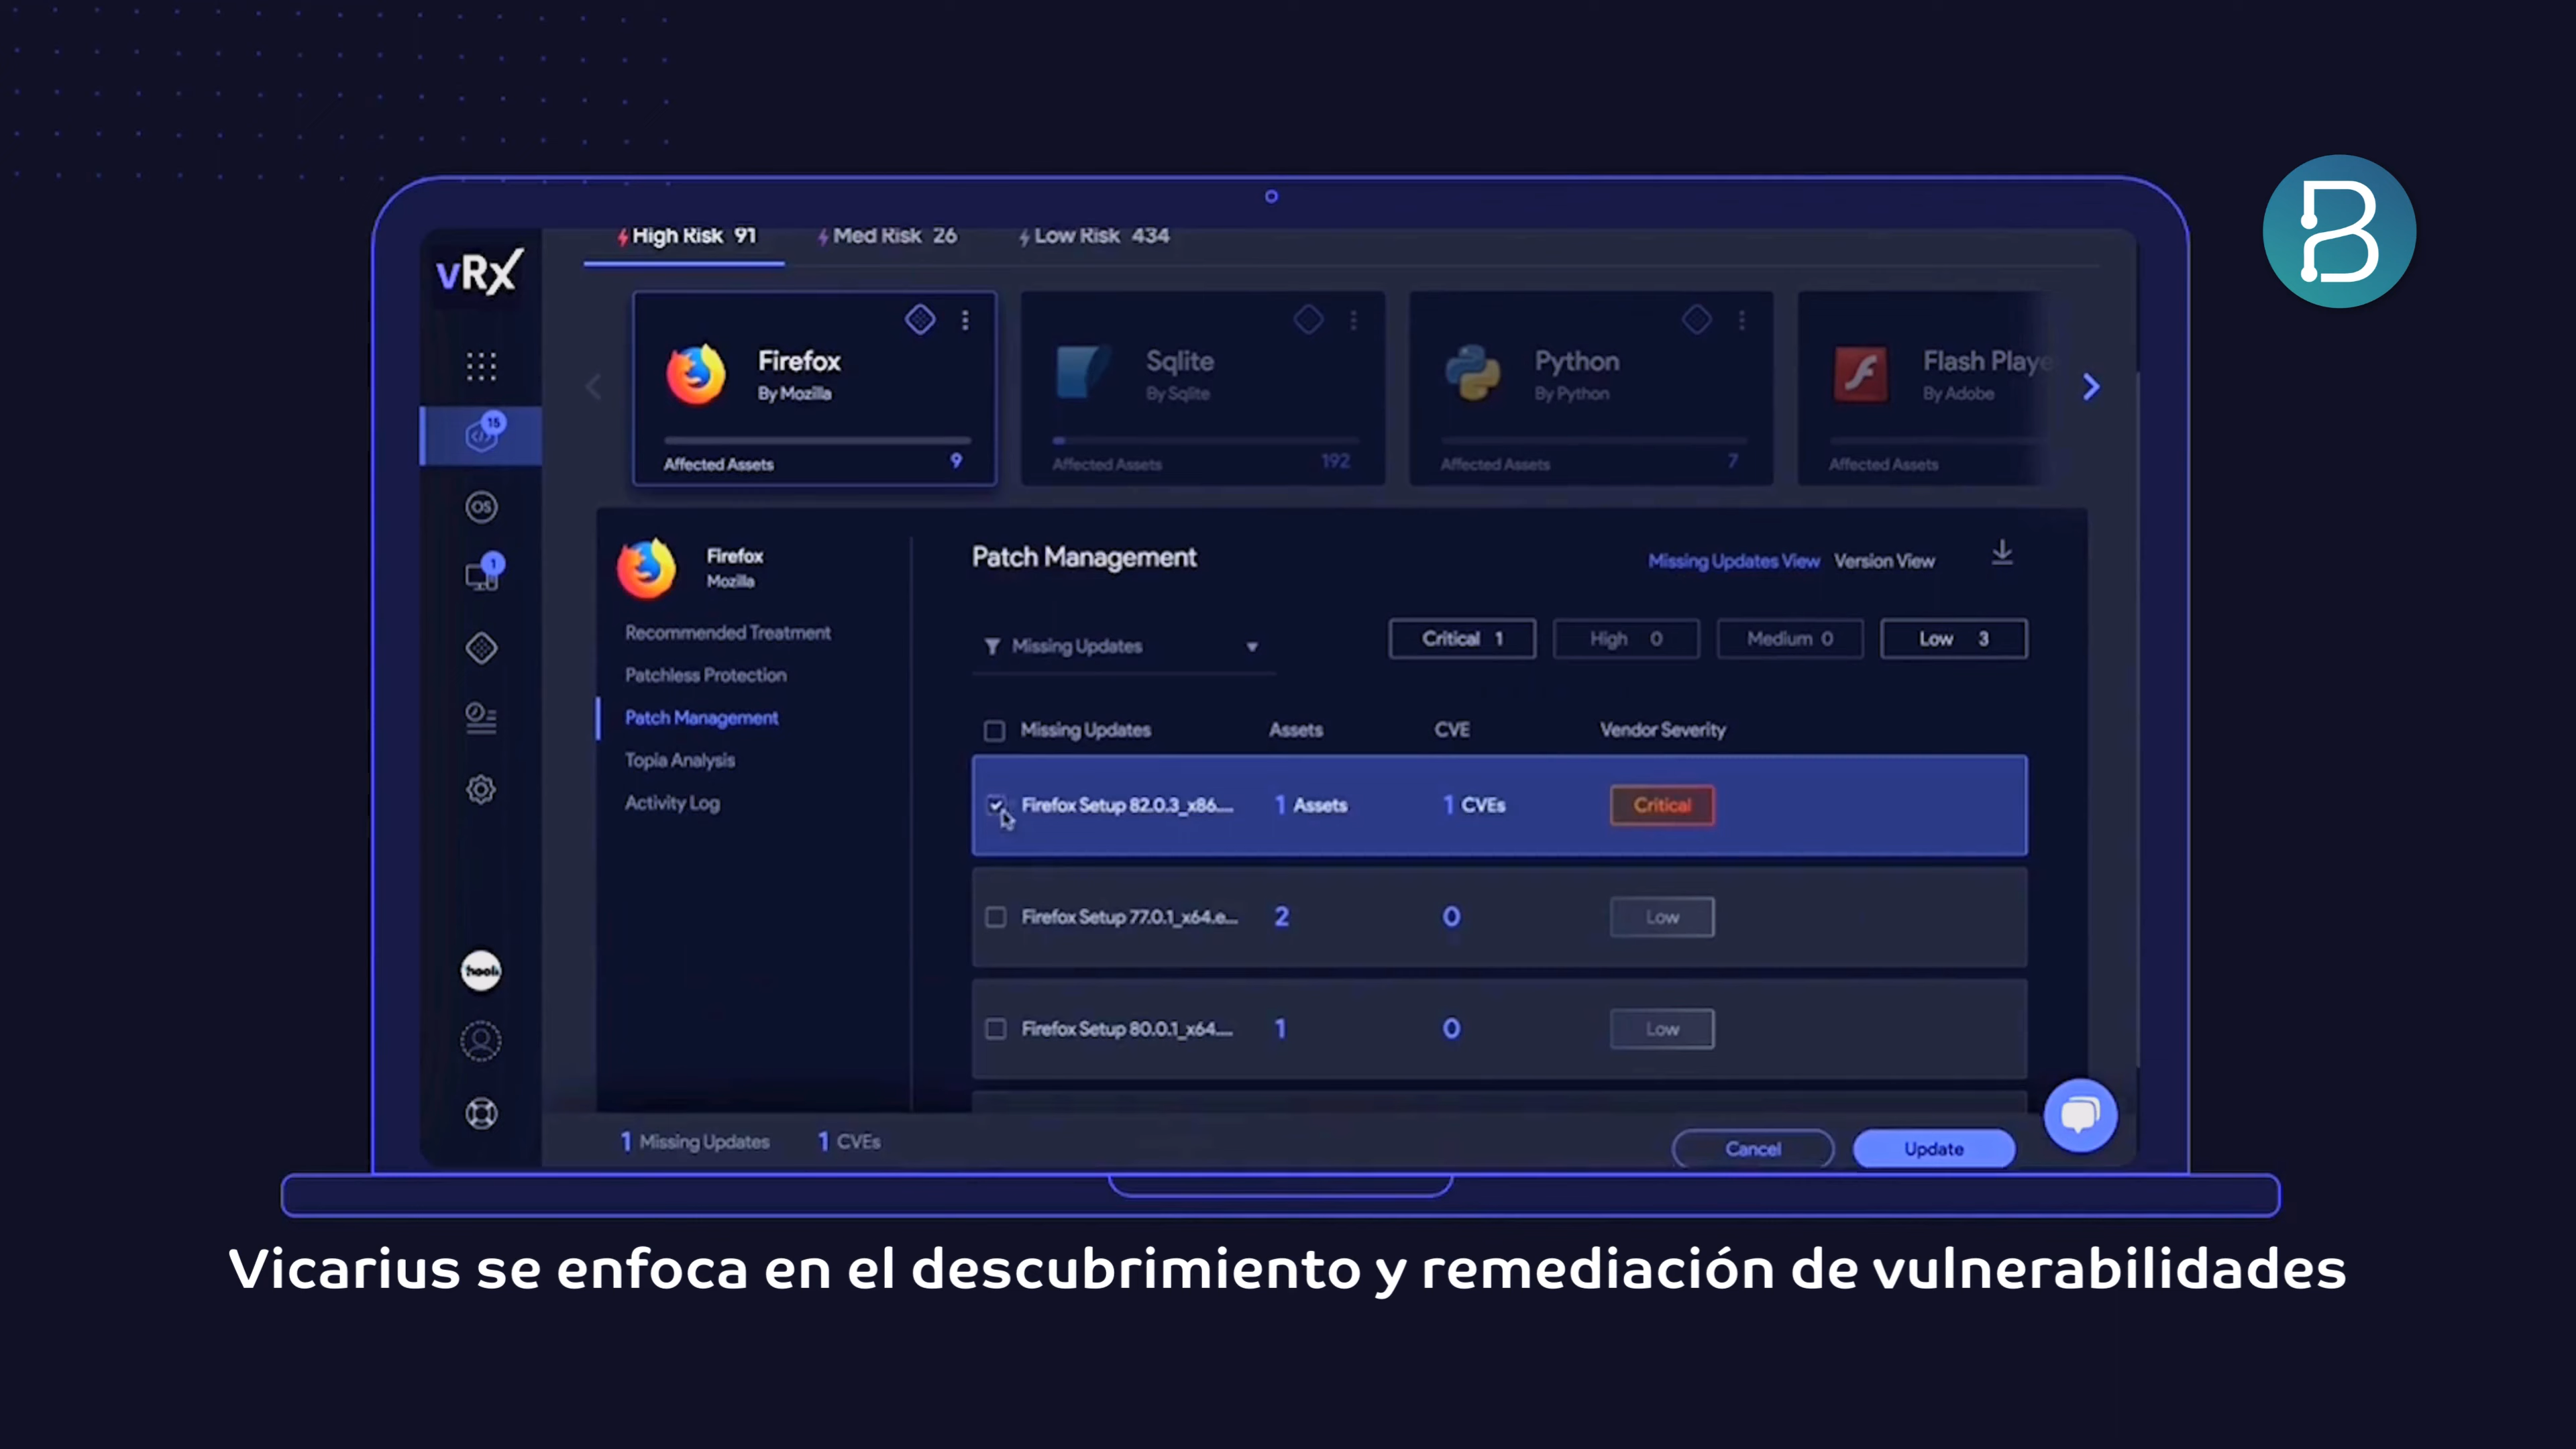 High Risk 91
Med Risk 26
Low Risk 434
vRx
Firefox
By Mozilla
Affected Assets 9
Sqlite
By Sqlite
Affected Assets 192
Python
By Python
Affected Assets 7
Flash Playe
By Adobe
Affected Assets
15
OS
1
hooli
Firefox
Mozilla
Recommended Treatment
Patchless Protection
Patch Management
Topia Analysis
Activity Log
Patch Management
Missing Updates View
Version View
Missing Updates
Critical 1
High 0
Medium 0
Low 3
Missing Updates Assets CVE Vendor Severity
Firefox Setup 82.0.3_x86.... 1 Assets 1 CVEs Critical
Firefox Setup 77.0.1_x64.e... 2 0 Low
Firefox Setup 80.0.1_x64.... 1 0 Low
1 Missing Updates 1 CVEs
Cancel
Update
B
Vicarius se enfoca en el descubrimiento y remediación de vulnerabilidades